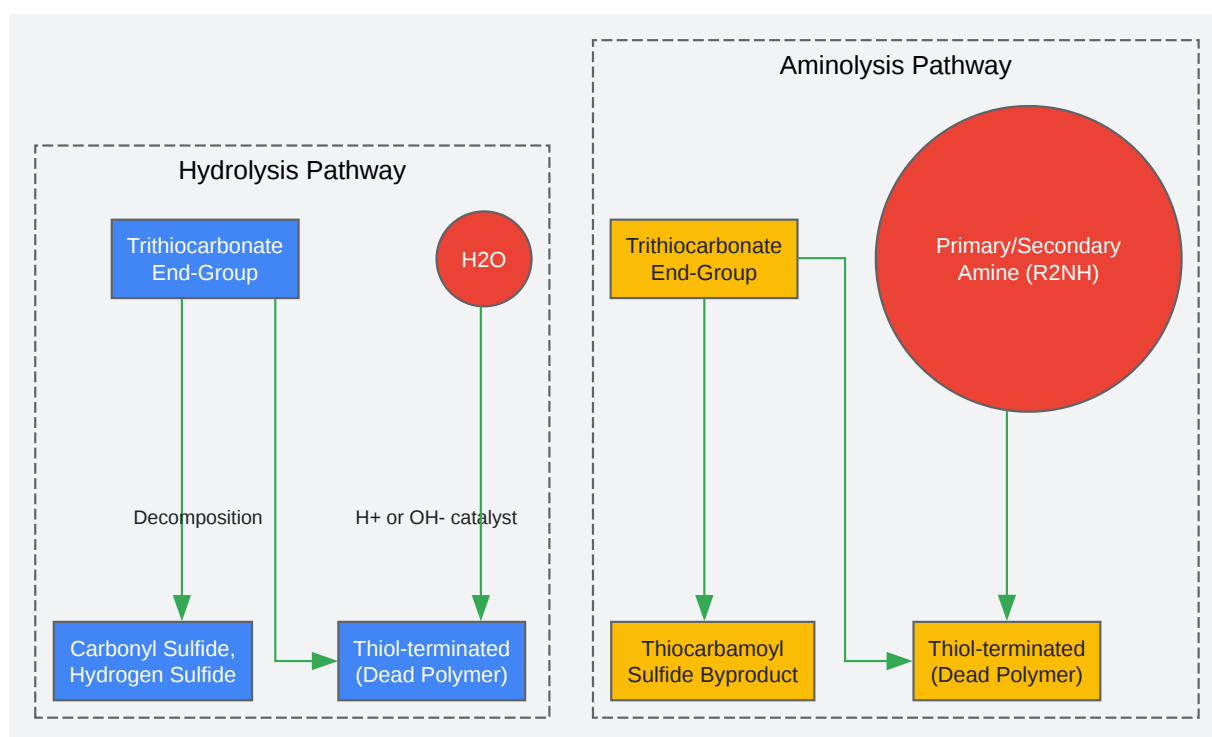 Hydrolysis Pathway
Trithiocarbonate
End-Group
H2O
Decomposition
H+ or OH- catalyst
Carbonyl Sulfide,
Hydrogen Sulfide
Thiol-terminated
(Dead Polymer)
Aminolysis Pathway
Trithiocarbonate
End-Group
Primary/Secondary
Amine (R2NH)
Thiocarbamoyl
Sulfide Byproduct
Thiol-terminated
(Dead Polymer)